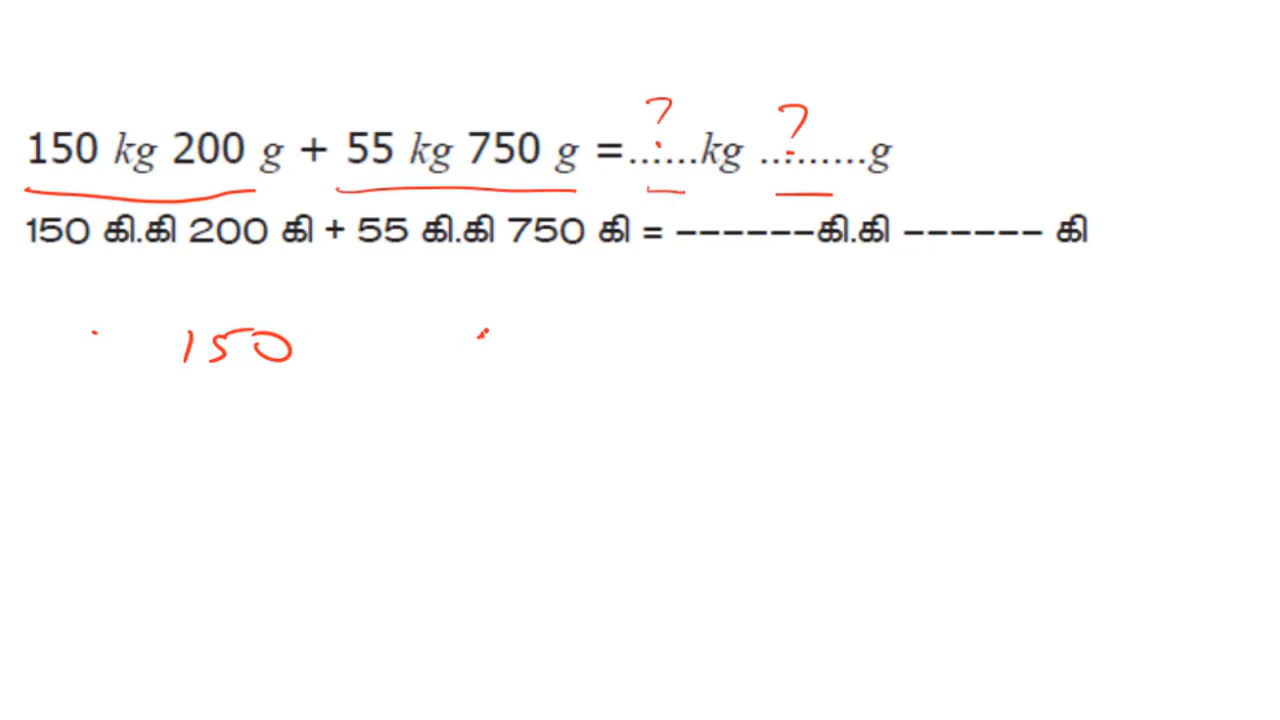 ? ?
150 kg 200 g + 55 kg 750 g =......kg .........g
150 கி.கி 200 கி + 55 கி.கி 750 கி = ------கி.கி ------ கி
150